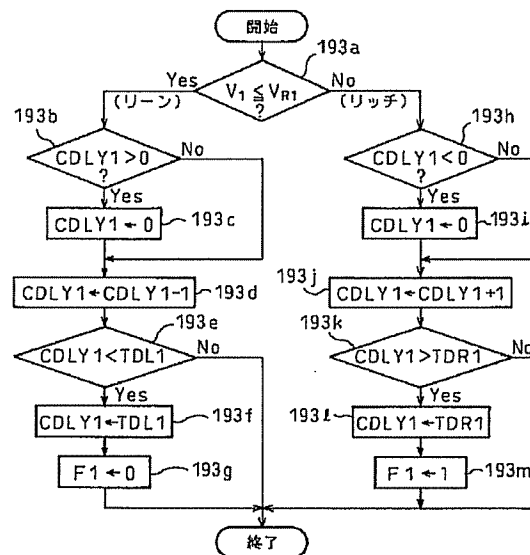 開始
193a
Yes
No
V₁ ≦ V_R1
?
(リーン)
(リッチ)
193b
193h
CDLY1>0
?
No
CDLY1<0
?
No
Yes
Yes
CDLY1←0
193c
CDLY1←0
193i
CDLY1←CDLY1-1
193d
193j
CDLY1←CDLY1+1
193e
193k
CDLY1<TDL1
No
CDLY1>TDR1
No
Yes
Yes
CDLY1←TDL1
193f
193l
CDLY1←TDR1
F1←0
193g
F1←1
193m
終了